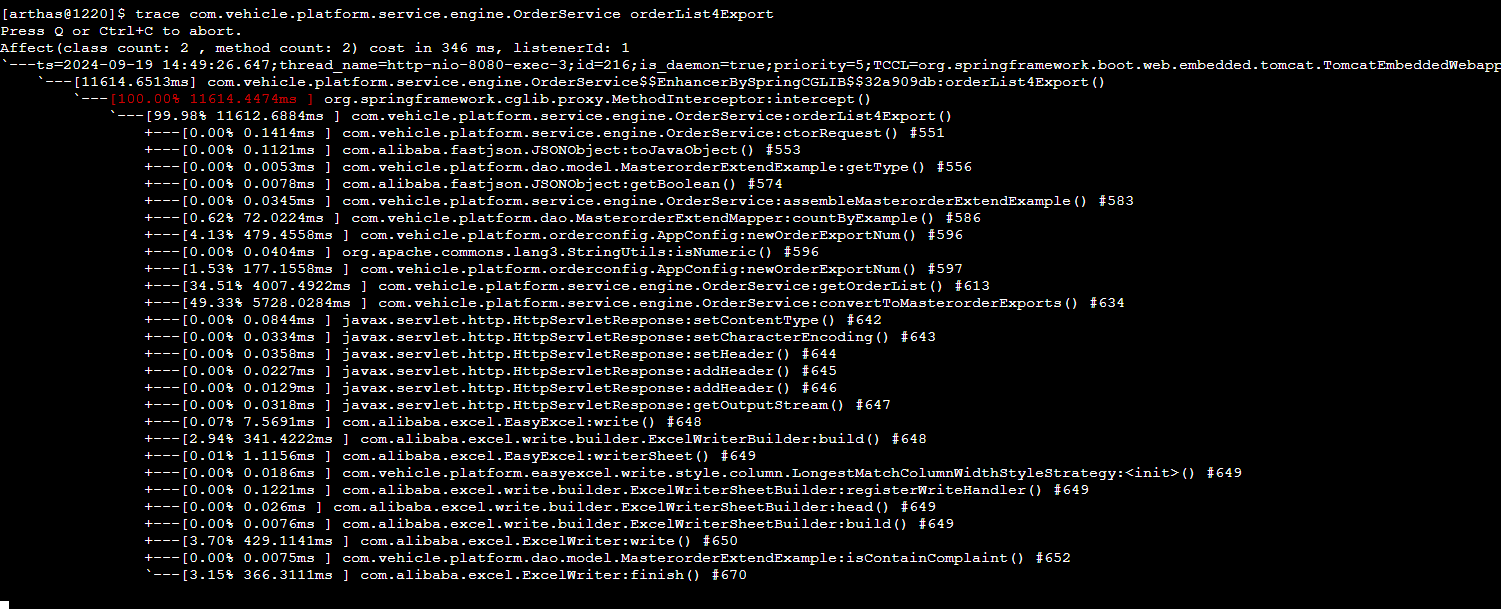 [arthas@1220]$ trace com.vehicle.platform.service.engine.OrderService orderList4Export
Press Q or Ctrl+C to abort.
Affect(class count: 2 , method count: 2) cost in 346 ms, listenerId: 1
`---ts=2024-09-19 14:49:26.647;thread_name=http-nio-8080-exec-3;id=216;is_daemon=true;priority=5;TCCL=org.springframework.boot.web.embedded.tomcat.TomcatEmbeddedWebapp
`---[11614.6513ms] com.vehicle.platform.service.engine.OrderService$$EnhancerBySpringCGLIB$$32a909db:orderList4Export()
`---[100.00% 11614.4474ms ] org.springframework.cglib.proxy.MethodInterceptor:intercept()
`---[99.98% 11612.6884ms ] com.vehicle.platform.service.engine.OrderService:orderList4Export()
+---[0.00% 0.1414ms ] com.vehicle.platform.service.engine.OrderService:ctorRequest() #551
+---[0.00% 0.1121ms ] com.alibaba.fastjson.JSONObject:toJavaObject() #553
+---[0.00% 0.0053ms ] com.vehicle.platform.dao.model.MasterorderExtendExample:getType() #556
+---[0.00% 0.0078ms ] com.alibaba.fastjson.JSONObject:getBoolean() #574
+---[0.00% 0.0345ms ] com.vehicle.platform.service.engine.OrderService:assembleMasterorderExtendExample() #583
+---[0.62% 72.0224ms ] com.vehicle.platform.dao.MasterorderExtendMapper:countByExample() #586
+---[4.13% 479.4558ms ] com.vehicle.platform.orderconfig.AppConfig:newOrderExportNum() #596
+---[0.00% 0.0404ms ] org.apache.commons.lang3.StringUtils:isNumeric() #596
+---[1.53% 177.1558ms ] com.vehicle.platform.orderconfig.AppConfig:newOrderExportNum() #597
+---[34.51% 4007.4922ms ] com.vehicle.platform.service.engine.OrderService:getOrderList() #613
+---[49.33% 5728.0284ms ] com.vehicle.platform.service.engine.OrderService:convertToMasterorderExports() #634
+---[0.00% 0.0844ms ] javax.servlet.http.HttpServletResponse:setContentType() #642
+---[0.00% 0.0334ms ] javax.servlet.http.HttpServletResponse:setCharacterEncoding() #643
+---[0.00% 0.0358ms ] javax.servlet.http.HttpServletResponse:setHeader() #644
+---[0.00% 0.0227ms ] javax.servlet.http.HttpServletResponse:addHeader() #645
+---[0.00% 0.0129ms ] javax.servlet.http.HttpServletResponse:addHeader() #646
+---[0.00% 0.0318ms ] javax.servlet.http.HttpServletResponse:getOutputStream() #647
+---[0.07% 7.5691ms ] com.alibaba.excel.EasyExcel:write() #648
+---[2.94% 341.4222ms ] com.alibaba.excel.write.builder.ExcelWriterBuilder:build() #648
+---[0.01% 1.1156ms ] com.alibaba.excel.EasyExcel:writerSheet() #649
+---[0.00% 0.0186ms ] com.vehicle.platform.easyexcel.write.style.column.LongestMatchColumnWidthStyleStrategy:<init>() #649
+---[0.00% 0.1221ms ] com.alibaba.excel.write.builder.ExcelWriterSheetBuilder:registerWriteHandler() #649
+---[0.00% 0.026ms ] com.alibaba.excel.write.builder.ExcelWriterSheetBuilder:head() #649
+---[0.00% 0.0076ms ] com.alibaba.excel.write.builder.ExcelWriterSheetBuilder:build() #649
+---[3.70% 429.1141ms ] com.alibaba.excel.ExcelWriter:write() #650
+---[0.00% 0.0075ms ] com.vehicle.platform.dao.model.MasterorderExtendExample:isContainComplaint() #652
`---[3.15% 366.3111ms ] com.alibaba.excel.ExcelWriter:finish() #670